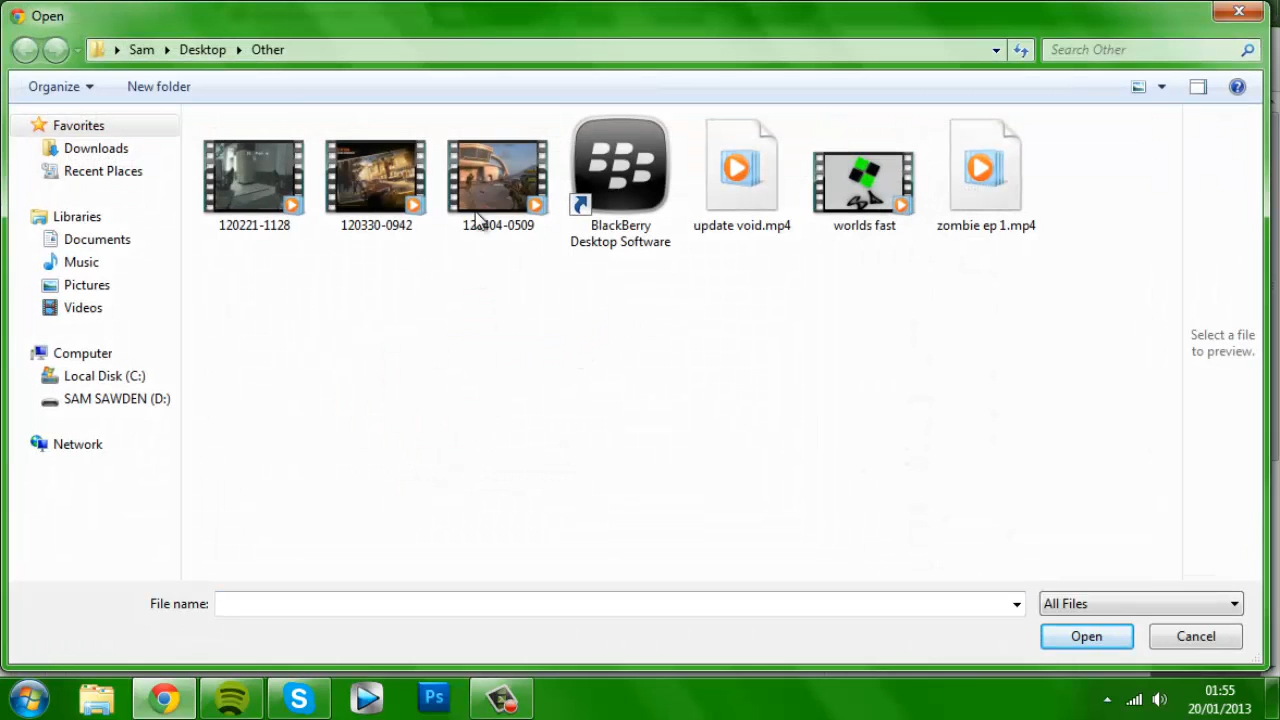 Open
Sam Desktop Other
Search Other
Organize
New folder
Favorites
Downloads
Recent Places
Libraries
Documents
Music
Pictures
Videos
Computer
Local Disk (C:)
SAM SAWDEN (D:)
Network
120221-1128
120330-0942
BlackBerry
Desktop Software
update void.mp4
worlds fast
zombie ep 1.mp4
Select a file
to preview.
File name:
All Files
Open
Cancel
Ps
01:55
20/01/2013